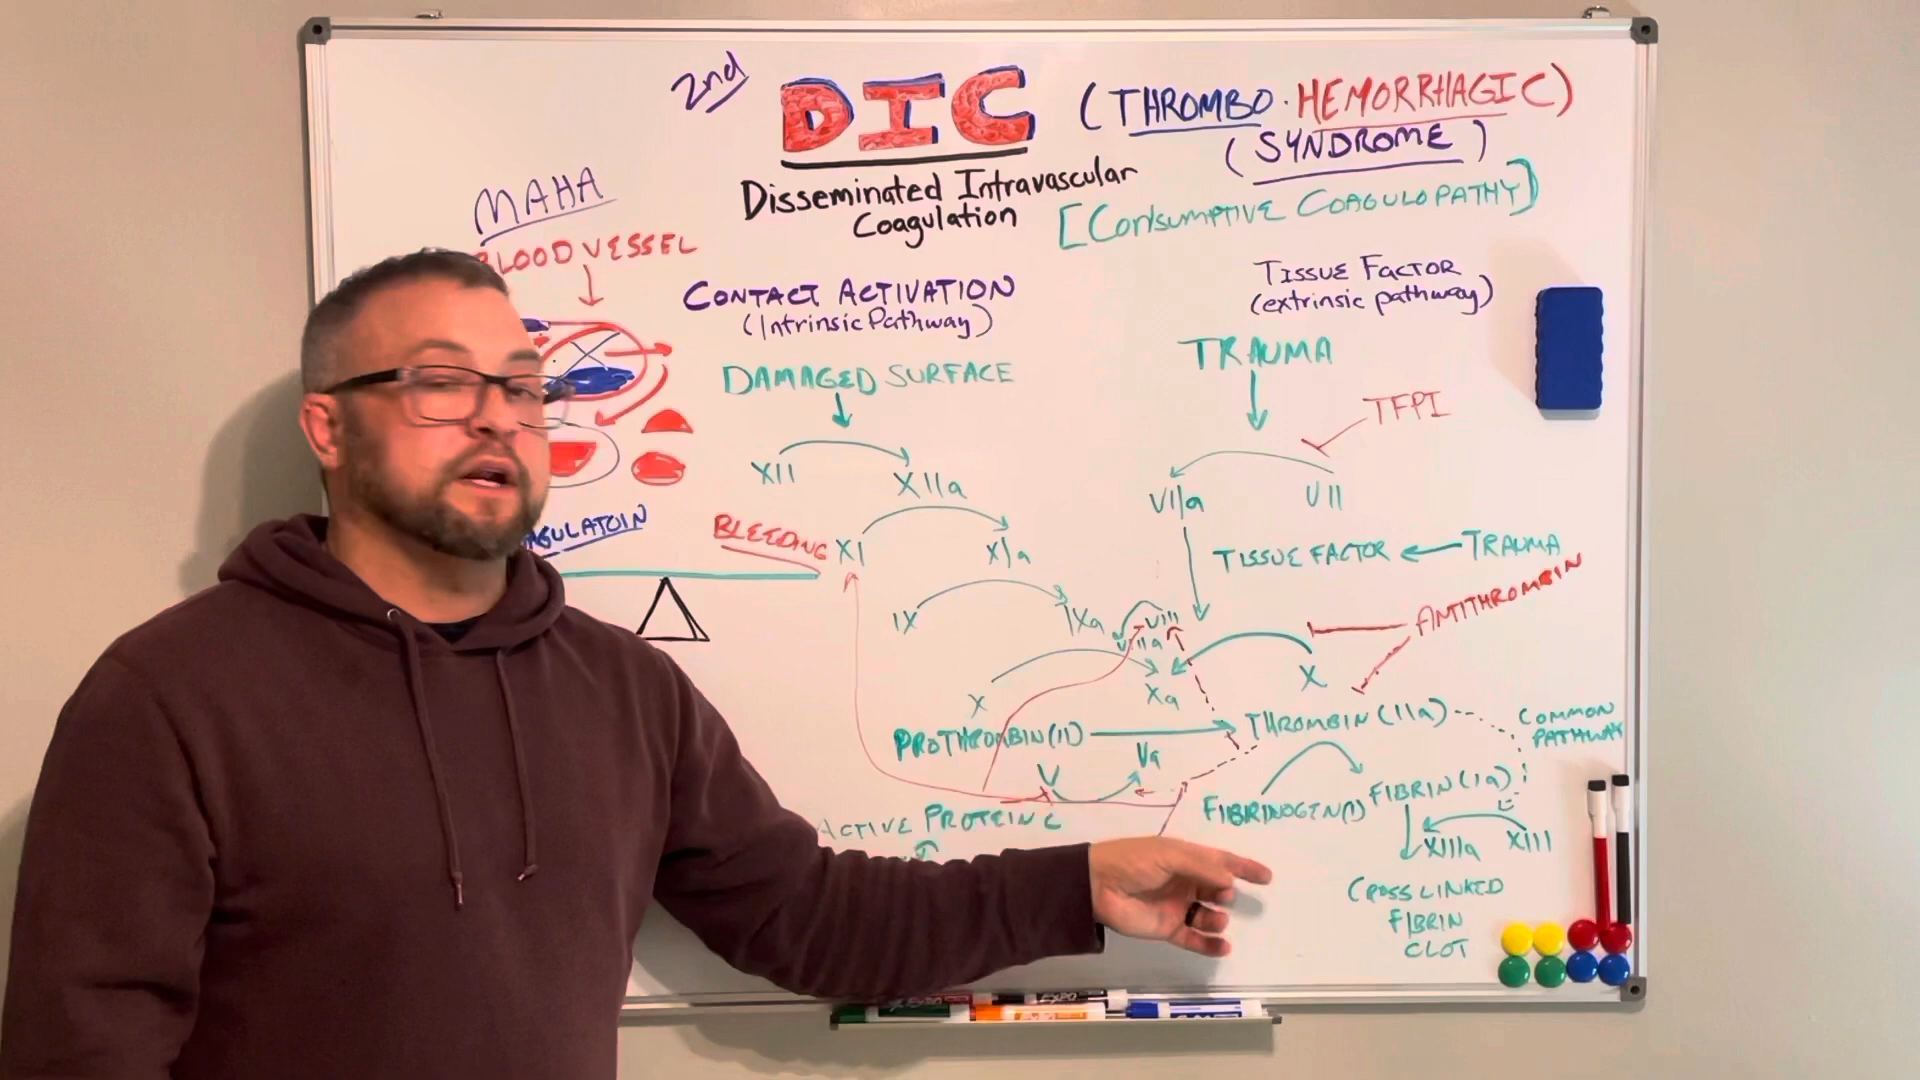 2nd
DIC
(THROMBO·HEMORRHAGIC)
(SYNDROME)
Disseminated Intravascular
Coagulation
[CONSUMPTIVE COAGULOPATHY]
MAHA
BLOOD VESSEL
CONTACT ACTIVATION
(Intrinsic Pathway)
DAMAGED SURFACE
TISSUE FACTOR
(extrinsic pathway)
TRAUMA
TFPI
XII
XIIa
VIIa
VII
AGULATOIN
BLEEDING
XI
XIa
TISSUE FACTOR ← TRAUMA
ANTITHROMBIN
IX
IXa
VIII
VIIIa
X
Xa
X
PROTHROMBIN(II)
THROMBIN(IIa)
COMMON
PATHWAY
V
Va
FIBRINOGEN(I)
FIBRIN(Ia)
ACTIVE PROTEIN C
XIIIa
XIII
CROSS LINKED
FIBRIN
CLOT
EXPO
EXPO